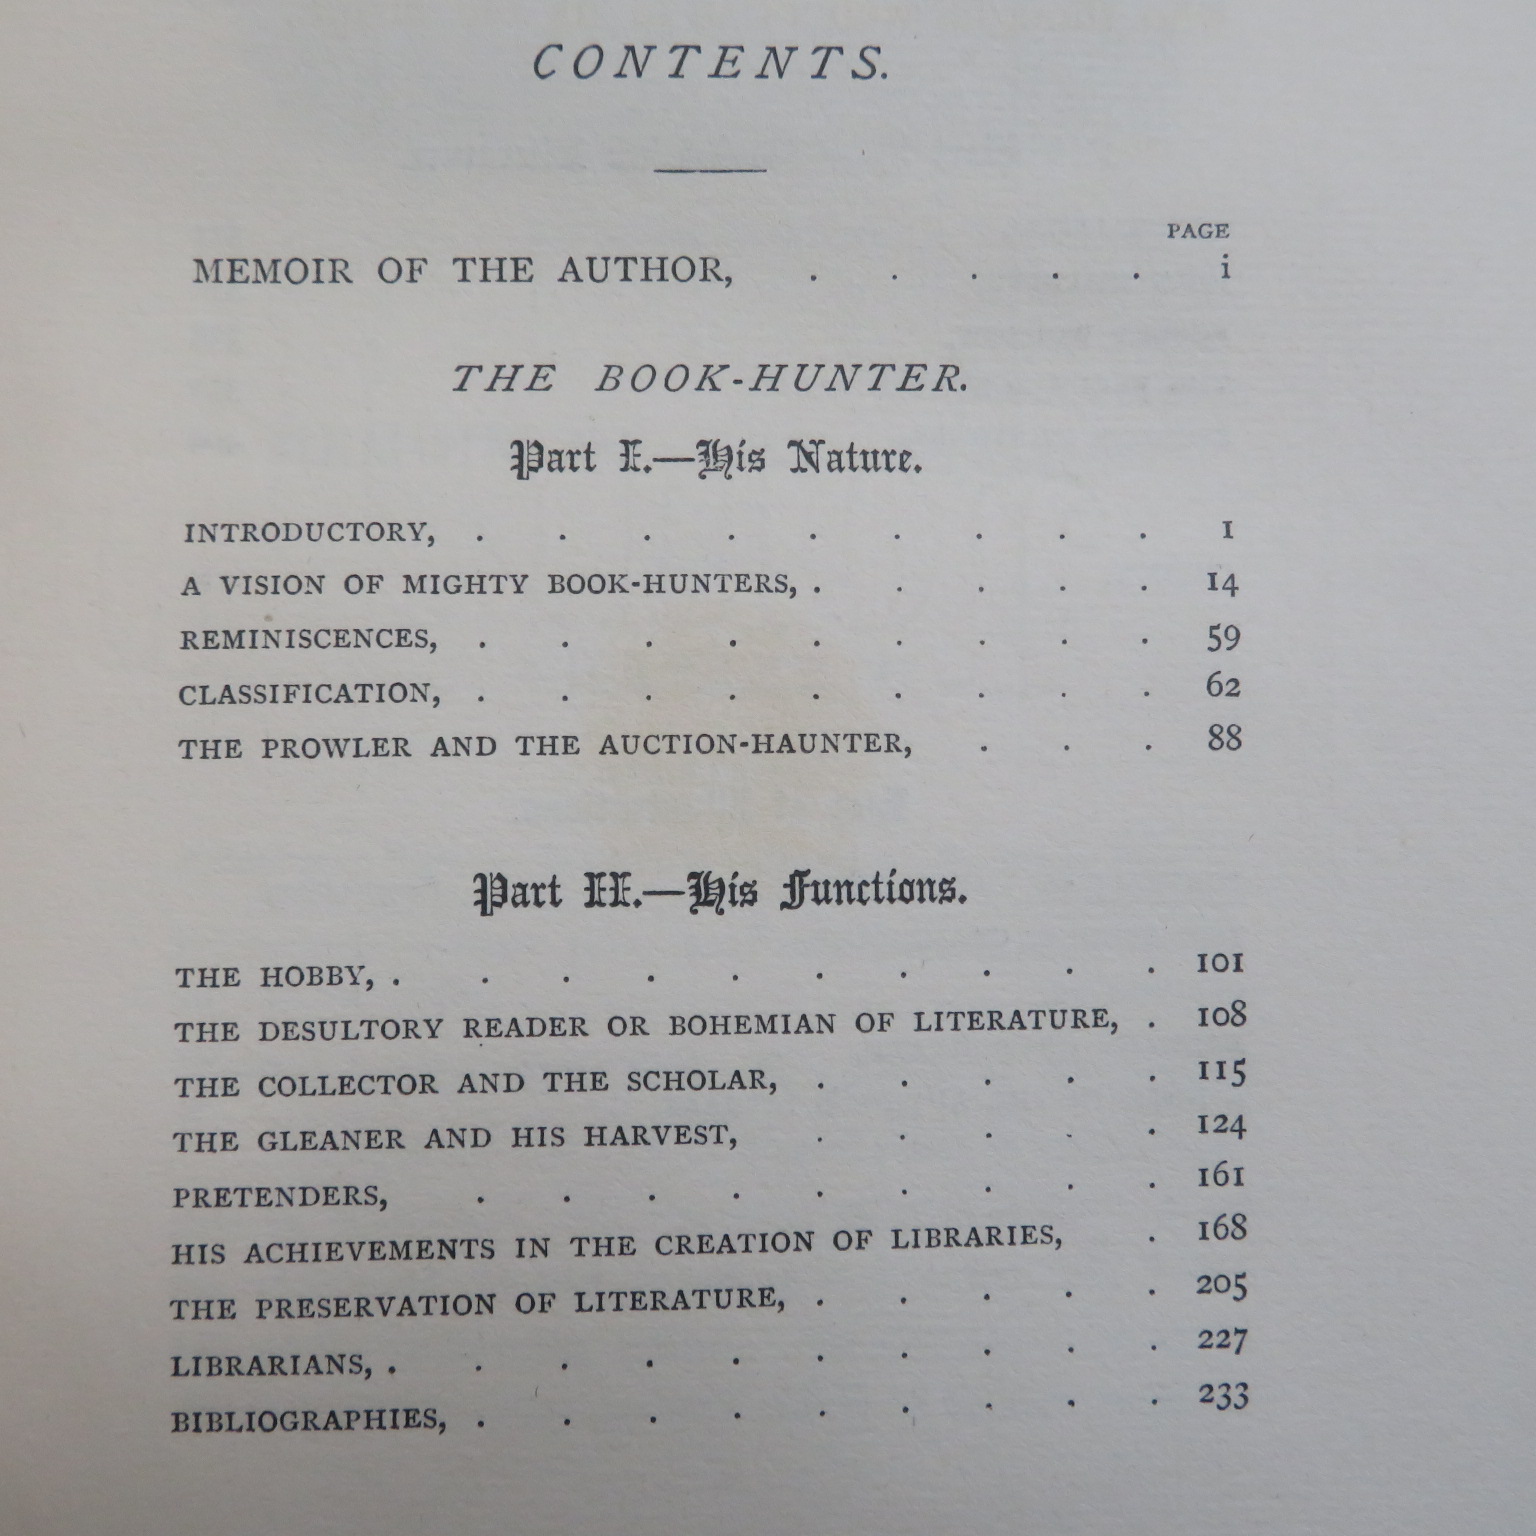 CONTENTS.
PAGE
MEMOIR OF THE AUTHOR, . . . . . i
THE BOOK-HUNTER.
Part I.—His Nature.
INTRODUCTORY, . . . . . . . . . 1
A VISION OF MIGHTY BOOK-HUNTERS, . . . . . 14
REMINISCENCES, . . . . . . . . . 59
CLASSIFICATION, . . . . . . . . . 62
THE PROWLER AND THE AUCTION-HAUNTER, . . . 88
Part II.—His Functions.
THE HOBBY, . . . . . . . . . . 101
THE DESULTORY READER OR BOHEMIAN OF LITERATURE, . 108
THE COLLECTOR AND THE SCHOLAR, . . . . . 115
THE GLEANER AND HIS HARVEST, . . . . . 124
PRETENDERS, . . . . . . . . . 161
HIS ACHIEVEMENTS IN THE CREATION OF LIBRARIES, . 168
THE PRESERVATION OF LITERATURE, . . . . . 205
LIBRARIANS, . . . . . . . . . . 227
BIBLIOGRAPHIES, . . . . . . . . . 233